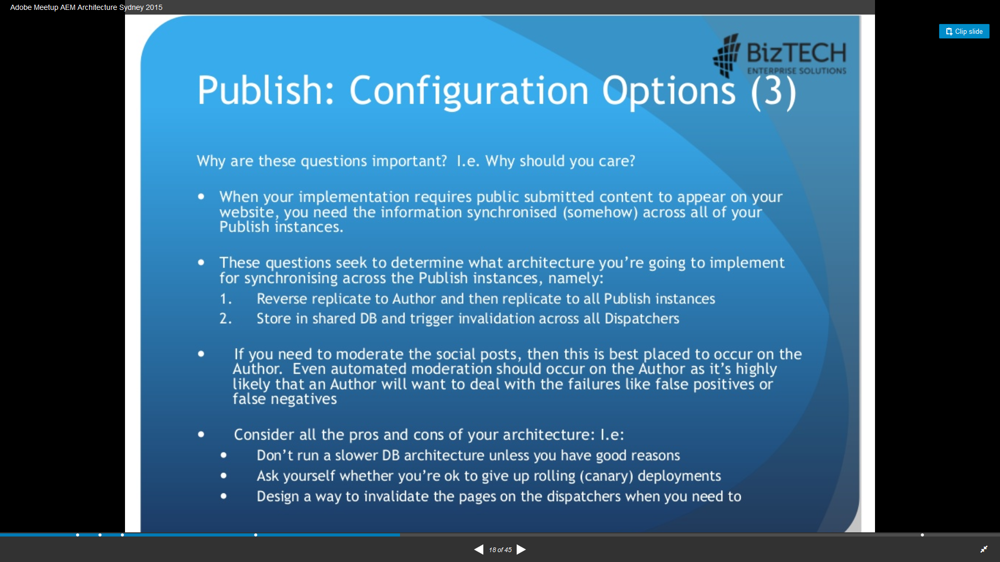 Adobe Meetup AEM Architecture Sydney 2015
Clip slide
BizTECH
ENTERPRISE SOLUTIONS
Publish: Configuration Options (3)
Why are these questions important?  I.e. Why should you care?
• When your implementation requires public submitted content to appear on your
website, you need the information synchronised (somehow) across all of your
Publish instances.
• These questions seek to determine what architecture you’re going to implement
for synchronising across the Publish instances, namely:
1. Reverse replicate to Author and then replicate to all Publish instances
2. Store in shared DB and trigger invalidation across all Dispatchers
• If you need to moderate the social posts, then this is best placed to occur on the
Author.  Even automated moderation should occur on the Author as it’s highly
likely that an Author will want to deal with the failures like false positives or
false negatives
• Consider all the pros and cons of your architecture: I.e:
• Don’t run a slower DB architecture unless you have good reasons
• Ask yourself whether you’re ok to give up rolling (canary) deployments
• Design a way to invalidate the pages on the dispatchers when you need to
18 of 45